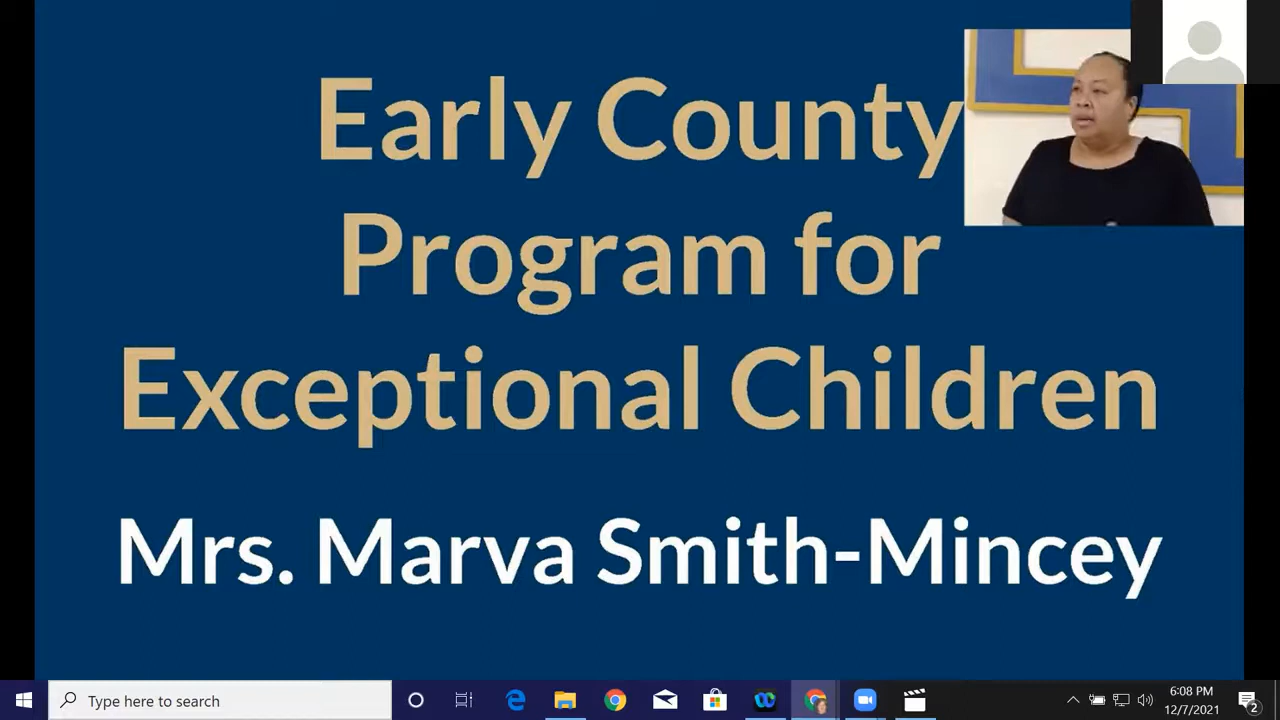 Early County
Program for
Exceptional Children
Mrs. Marva Smith-Mincey
Type here to search
6:08 PM
12/7/2021
2